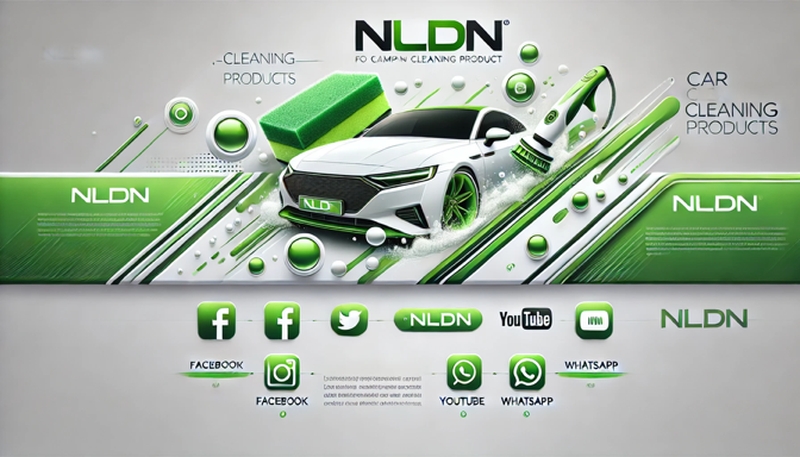 NLDN
FO CAMP-N CLEANING PRODUCT
CLEANING
PRODUCTS
CAR
C
CLEANING
PRODUCTS
NLDN
NLDN
NLD
YouTube
NLDN
NLDN
FACEBOOK
WHATSAPP
FACEBOOK
YOUTUBE
WHATSAPP